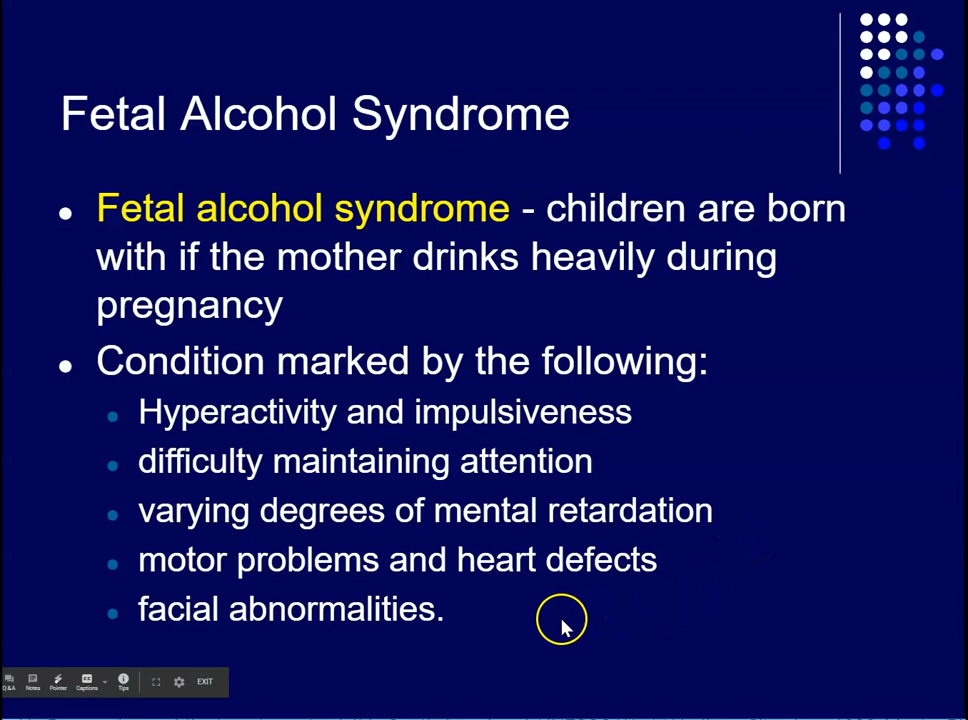 Fetal Alcohol Syndrome
Fetal alcohol syndrome - children are born
with if the mother drinks heavily during
pregnancy
Condition marked by the following:
Hyperactivity and impulsiveness
difficulty maintaining attention
varying degrees of mental retardation
motor problems and heart defects
facial abnormalities.
Q&A Notes Pointer Captions Tips EXIT